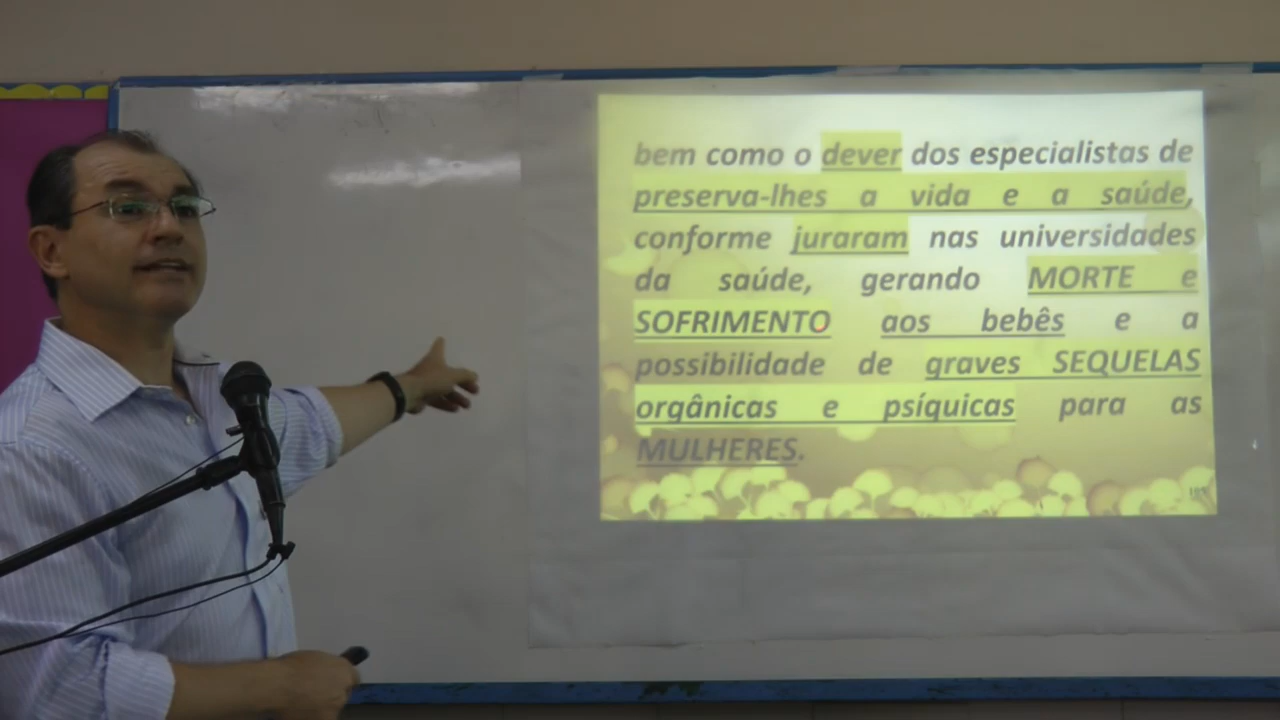 bem como o dever dos especialistas de
preserva-lhes a vida e a saúde,
conforme juraram nas universidades
da saúde, gerando MORTE e
SOFRIMENTO aos bebês e a
possibilidade de graves SEQUELAS
orgânicas e psíquicas para as
MULHERES.